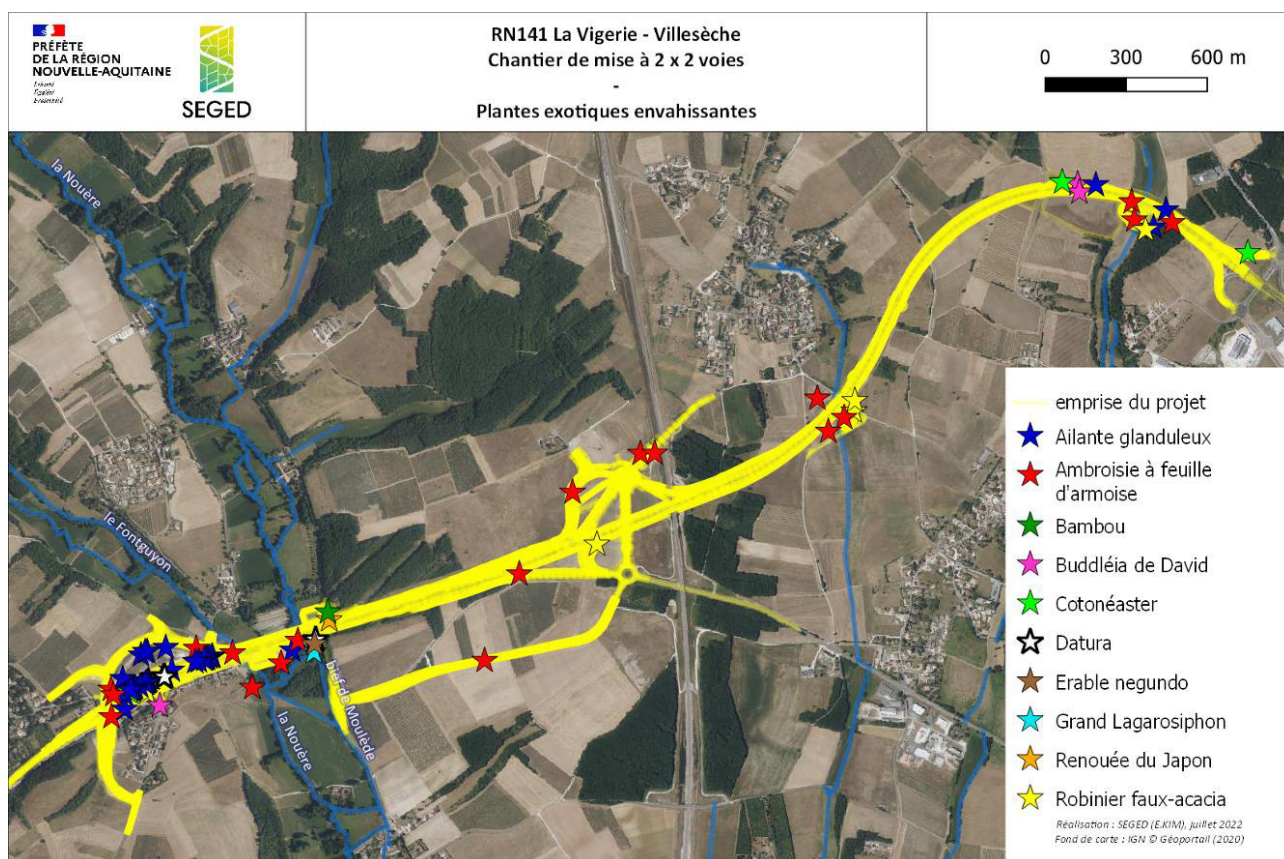 PRÉFÈTE
DE LA RÉGION
NOUVELLE-AQUITAINE
Liberté
Égalité
Fraternité
SEGED
RN141 La Vigerie - Villesèche
Chantier de mise à 2 x 2 voies
-
Plantes exotiques envahissantes
0 300 600 m
la Nouère
le Fontguyon
bief de Moulède
la Nouère
emprise du projet
Ailante glanduleux
Ambroisie à feuille
d'armoise
Bambou
Buddléia de David
Cotonéaster
Datura
Erable negundo
Grand Lagarosiphon
Renouée du Japon
Robinier faux-acacia
Réalisation : SEGED (E.KIM), juillet 2022
Fond de carte : IGN © Géoportail (2020)